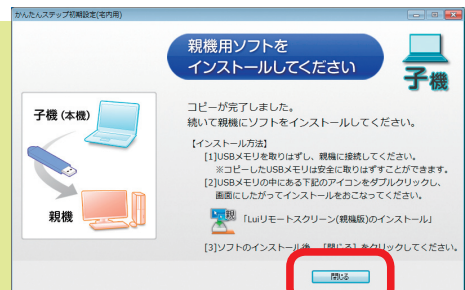 かんたんステップ初期設定(宅内用)
親機用ソフトを
インストールしてください
子機
コピーが完了しました。
続いて親機にソフトをインストールしてください。
子機 (本機)
親機
【インストール方法】
[1]USBメモリを取りはずし、親機に接続してください。
※コピーしたUSBメモリは安全に取りはずすことができます。
[2]USBメモリの中にある下記のアイコンをダブルクリックし、
画面にしたがってインストールをおこなってください。
親
「Luiリモートスクリーン(親機版)のインストール」
[3]ソフトのインストール後、「閉じる」をクリックしてください。
閉じる